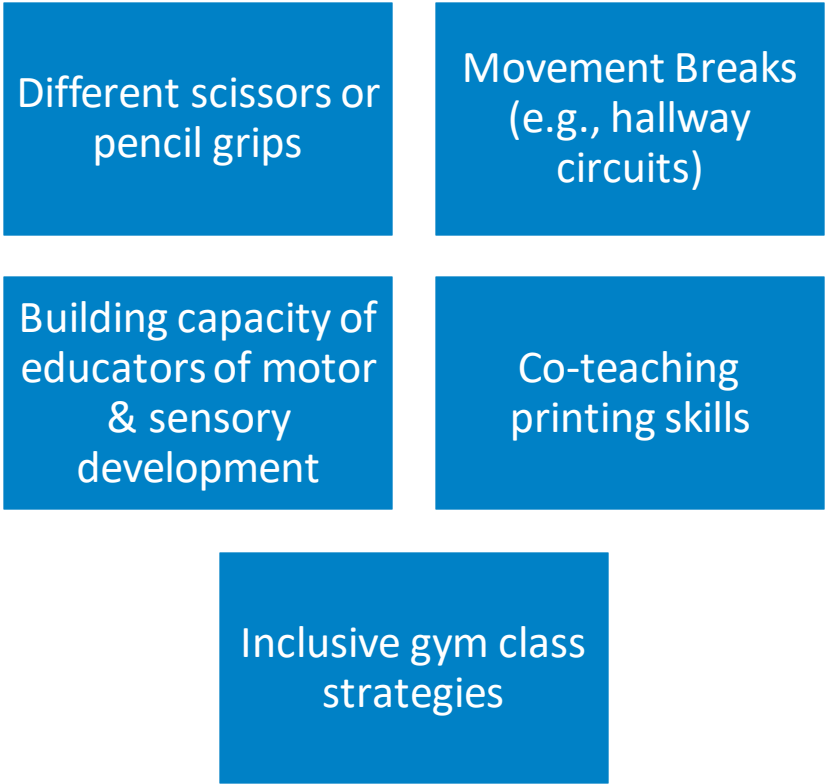 Different scissors or
pencil grips
Movement Breaks
(e.g., hallway
circuits)
Building capacity of
educators of motor
& sensory
development
Co-teaching
printing skills
Inclusive gym class
strategies